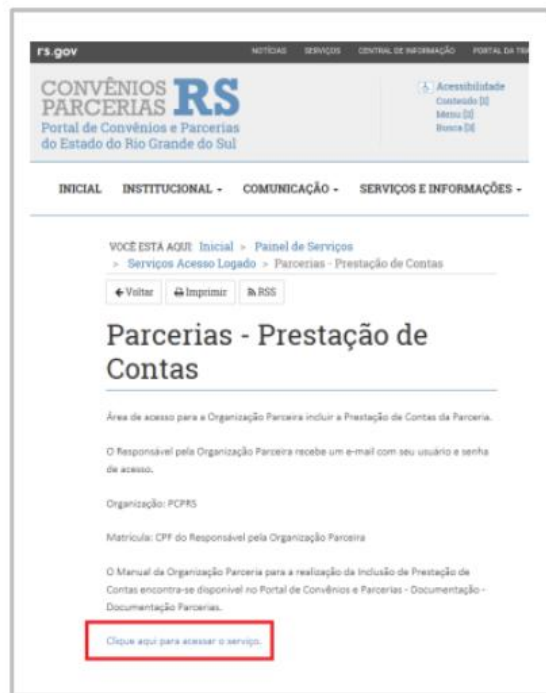 rs.gov NOTÍCIAS SERVIÇOS CENTRAL DE INFORMAÇÃO PORTAL DA TRA
CONVÊNIOS
PARCERIAS RS
Portal de Convênios e Parcerias
do Estado do Rio Grande do Sul
Acessibilidade
Conteúdo [1]
Menu [2]
Busca [3]
INICIAL INSTITUCIONAL COMUNICAÇÃO SERVIÇOS E INFORMAÇÕES
VOCÊ ESTÁ AQUI: Inicial > Painel de Serviços
> Serviços Acesso Logado > Parcerias - Prestação de Contas
Voltar Imprimir RSS
Parcerias - Prestação de
Contas
Área de acesso para a Organização Parceira incluir a Prestação de Contas da Parceria.
O Responsável pela Organização Parceira recebe um e-mail com seu usuário e senha
de acesso.
Organização: PCPRS
Matrícula: CPF do Responsável pela Organização Parceira
O Manual da Organização Parceria para a realização da Inclusão de Prestação de
Contas encontra-se disponível no Portal de Convênios e Parcerias - Documentação -
Documentação Parcerias.
Clique aqui para acessar o serviço.